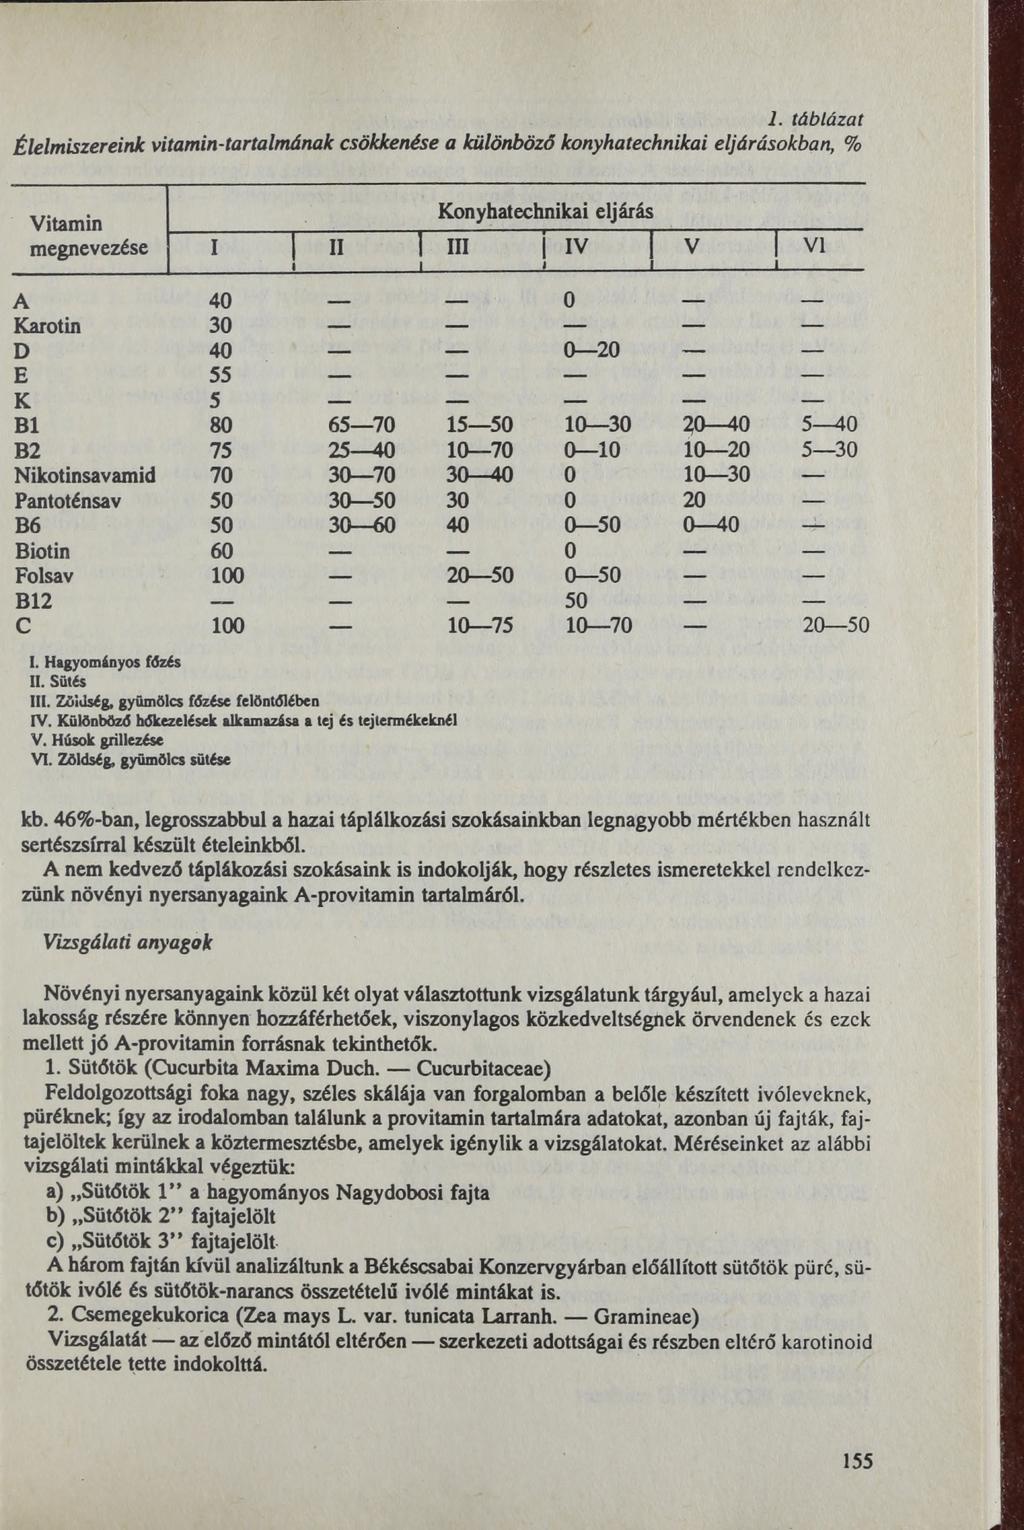 1. táblázat
Élelmiszereink vitamin-tartalmának csökkenése a különböző konyhatechnikai eljárásokban, %
Vitamin megnevezése Konyhatechnikai eljárás
I II III IV V VI
A 40 — — 0 — —
Karotin 30 — — — — —
D 40 — — 0—20 — —
E 55 — — — — —
K 5 — — — — —
B1 80 65—70 15—50 10—30 20—40 5—40
B2 75 25—40 10—70 0—10 10—20 5—30
Nikotinsavamid 70 30—70 30—40 0 10—30 —
Pantoténsav 50 30—50 30 0 20 —
B6 50 30—60 40 0—50 0—40 —
Biotin 60 — — 0 — —
Folsav 100 — 20—50 0—50 — —
B12 — — — 50 — —
C 100 — 10—75 10—70 — 20—50
I. Hagyományos főzés
II. Sütés
III. Zöldség, gyümölcs főzése felöntőlében
IV. Különböző hőkezelések alkamazása a tej és tejtermékeknél
V. Húsok grillezése
VI. Zöldség, gyümölcs sütése
kb. 46%-ban, legrosszabbul a hazai táplálkozási szokásainkban legnagyobb mértékben használt
sertészsírral készült ételeinkből.
A nem kedvező táplákozási szokásaink is indokolják, hogy részletes ismeretekkel rendelkez-
zünk növényi nyersanyagaink A-provitamin tartalmáról.
Vizsgálati anyagok
Növényi nyersanyagaink közül két olyat választottunk vizsgálatunk tárgyául, amelyek a hazai
lakosság részére könnyen hozzáférhetőek, viszonylagos közkedveltségnek örvendenek és ezek
mellett jó A-provitamin forrásnak tekinthetők.
1. Sütőtök (Cucurbita Maxima Duch. — Cucurbitaceae)
Feldolgozottsági foka nagy, széles skálája van forgalomban a belőle készített ivóleveknek,
püréknek; így az irodalomban találunk a provitamin tartalmára adatokat, azonban új fajták, faj-
tajelöltek kerülnek a köztermesztésbe, amelyek igénylik a vizsgálatokat. Méréseinket az alábbi
vizsgálati mintákkal végeztük:
a) „Sütőtök 1” a hagyományos Nagydobosi fajta
b) „Sütőtök 2” fajtajelölt
c) „Sütőtök 3” fajtajelölt
A három fajtán kívül analizáltunk a Békéscsabai Konzervgyárban előállított sütőtök püré, sü-
tőtök ivólé és sütőtök-narancs összetételű ivólé mintákat is.
2. Csemegekukorica (Zea mays L. var. tunicata Larranh. — Gramineae)
Vizsgálatát — az előző mintától eltérően — szerkezeti adottságai és részben eltérő karotinoid
összetétele tette indokolttá.
155